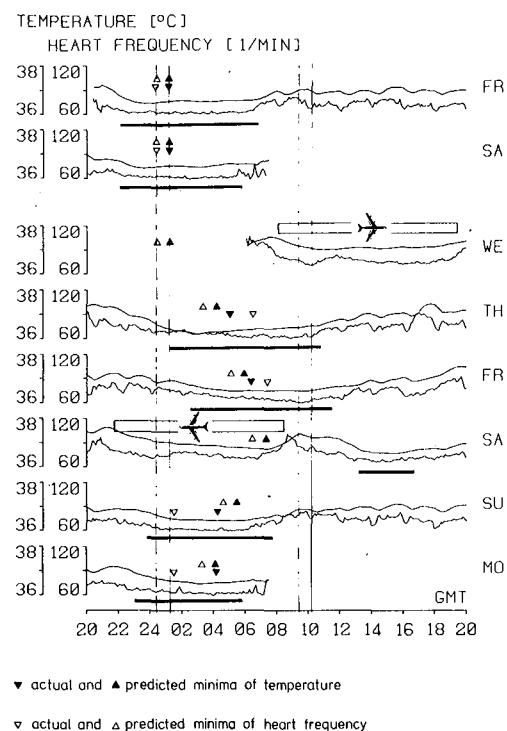 TEMPERATURE [°C]
HEART FREQUENCY [1/MIN]
38] 120]
36] 60] FR
38] 120]
36] 60] SA
38] 120]
36] 60] WE
38] 120]
36] 60] TH
38] 120]
36] 60] FR
38] 120]
36] 60] SA
38] 120]
36] 60] SU
38] 120]
36] 60] MO
GMT
20 22 24 02 04 06 08 10 12 14 16 18 20
▼ actual and ▲ predicted minima of temperature
▽ actual and △ predicted minima of heart frequency